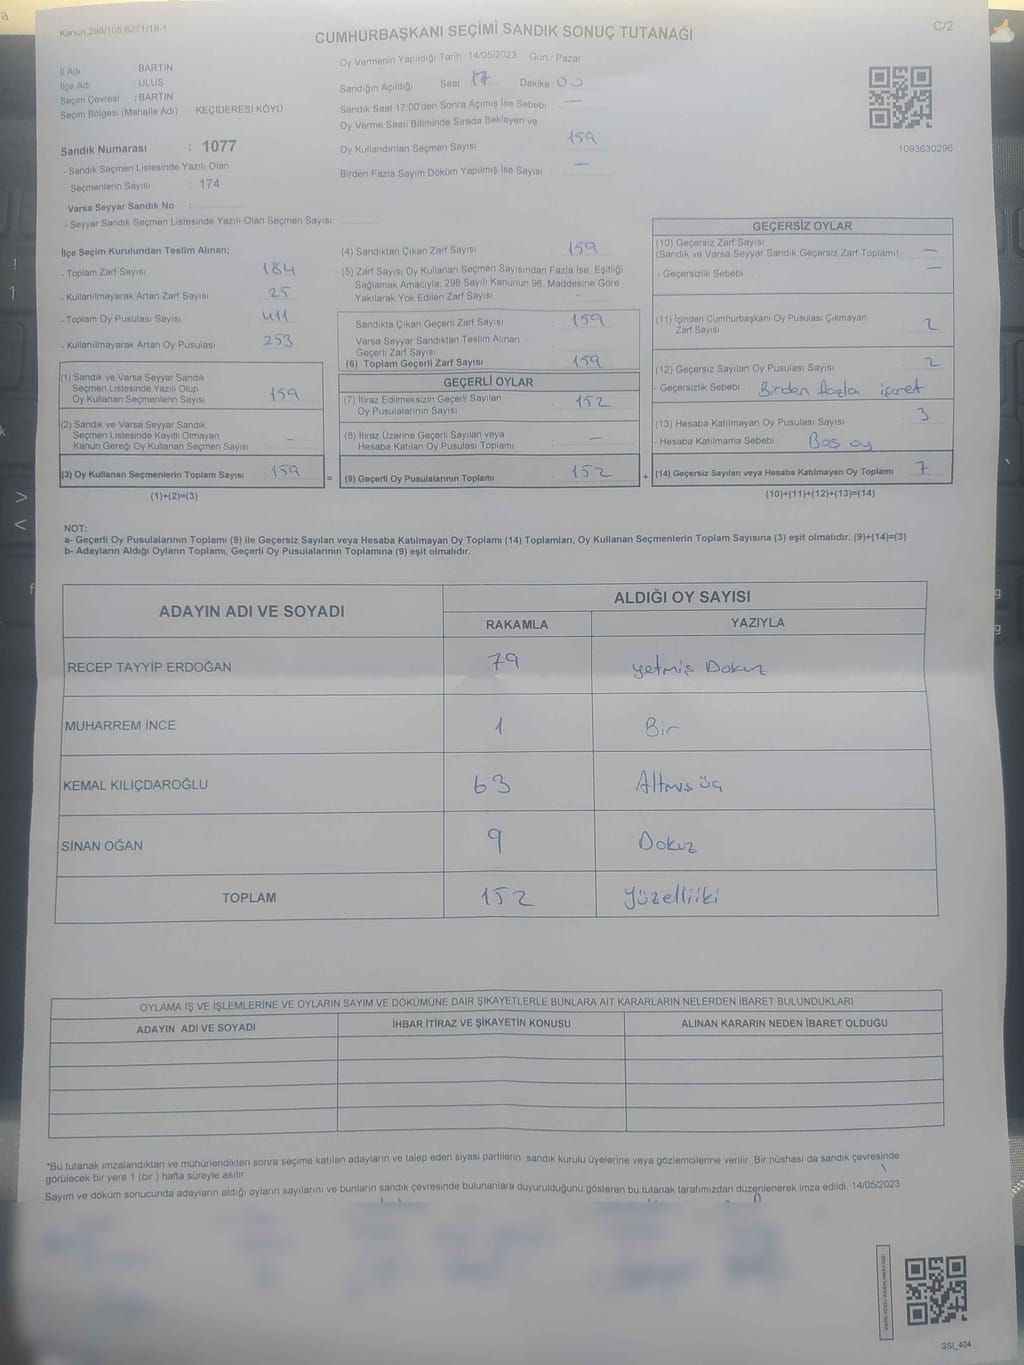 Kanun:298/105,6271/18-1
CUMHURBAŞKANI SEÇİMİ SANDIK SONUÇ TUTANAĞI
C/2
İl Adı : BARTIN
İlçe Adı : ULUS
Seçim Çevresi : BARTIN
Seçim Bölgesi (Mahalle Adı) : KEÇİDERESİ KÖYÜ
Sandık Numarası : 1077
- Sandık Seçmen Listesinde Yazılı Olan
Seçmenlerin Sayısı : 174
Varsa Seyyar Sandık No :
- Seyyar Sandık Seçmen Listesinde Yazılı Olan Seçmen Sayısı:
Oy Vermenin Yapıldığı Tarih :14/05/2023 Gün : Pazar
Sandığın Açıldığı Saat 17 Dakika 00
Sandık Saat 17:00'den Sonra Açılmış İse Sebebi : —
Oy Verme Saati Bitiminde Sırada Bekleyen ve
Oy Kullandırılan Seçmen Sayısı : 159
Birden Fazla Sayım Döküm Yapılmış İse Sayısı : —
1093630296
İlçe Seçim Kurulundan Teslim Alınan;
- Toplam Zarf Sayısı : 184
- Kullanılmayarak Artan Zarf Sayısı : 25
- Toplam Oy Pusulası Sayısı : 411
- Kullanılmayarak Artan Oy Pusulası : 253
(1) Sandık ve Varsa Seyyar Sandık
Seçmen Listesinde Yazılı Olup
Oy Kullanan Seçmenlerin Sayısı : 159
(2) Sandık ve Varsa Seyyar Sandık
Seçmen Listesinde Kayıtlı Olmayan
Kanun Gereği Oy Kullanan Seçmen Sayısı : -
(3) Oy Kullanan Seçmenlerin Toplam Sayısı : 159
(1)+(2)=(3)
(4) Sandıktan Çıkan Zarf Sayısı : 159
(5) Zarf Sayısı Oy Kullanan Seçmen Sayısından Fazla İse, Eşitliği
Sağlamak Amacıyla; 298 Sayılı Kanunun 98. Maddesine Göre
Yakılarak Yok Edilen Zarf Sayısı : -
Sandıkta Çıkan Geçerli Zarf Sayısı : 159
Varsa Seyyar Sandıktan Teslim Alınan
Geçerli Zarf Sayısı
(6) Toplam Geçerli Zarf Sayısı : 159
GEÇERLİ OYLAR
(7) İtiraz Edilmeksizin Geçerli Sayılan
Oy Pusulalarının Sayısı : 152
(8) İtiraz Üzerine Geçerli Sayılan veya
Hesaba Katılan Oy Pusulası Toplamı : —
=
(9) Geçerli Oy Pusulalarının Toplamı : 152
+
GEÇERSİZ OYLAR
(10) Geçersiz Zarf Sayısı
(Sandık ve Varsa Seyyar Sandık Geçersiz Zarf Toplamı) : —
- Geçersizlik Sebebi : —
(11) İçinden Cumhurbaşkanı Oy Pusulası Çıkmayan
Zarf Sayısı : 2
(12) Geçersiz Sayılan Oy Pusulası Sayısı : 2
- Geçersizlik Sebebi : Birden fazla işaret
(13) Hesaba Katılmayan Oy Pusulası Sayısı : 3
- Hesaba Katılmama Sebebi : Boş oy
(14) Geçersiz Sayılan veya Hesaba Katılmayan Oy Toplamı : 7
(10)+(11)+(12)+(13)=(14)
NOT:
a- Geçerli Oy Pusulalarının Toplamı (9) ile Geçersiz Sayılan veya Hesaba Katılmayan Oy Toplamı (14) Toplamları, Oy Kullanan Seçmenlerin Toplam Sayısına (3) eşit olmalıdır. (9)+(14)=(3)
b- Adayların Aldığı Oyların Toplamı, Geçerli Oy Pusulalarının Toplamına (9) eşit olmalıdır.
ADAYIN ADI VE SOYADI
ALDIĞI OY SAYISI
RAKAMLA YAZIYLA
RECEP TAYYİP ERDOĞAN 79 yetmiş Dokuz
MUHARREM İNCE 1 Bir
KEMAL KILIÇDAROĞLU 63 Altmış üç
SİNAN OĞAN 9 Dokuz
TOPLAM 152 Yüzelliiki
OYLAMA İŞ VE İŞLEMLERİNE VE OYLARIN SAYIM VE DÖKÜMÜNE DAİR ŞİKAYETLERLE BUNLARA AİT KARARLARIN NELERDEN İBARET BULUNDUKLARI
ADAYIN ADI VE SOYADI İHBAR İTİRAZ VE ŞİKAYETİN KONUSU ALINAN KARARIN NEDEN İBARET OLDUĞU
*Bu tutanak imzalandıktan ve mühürlendikten sonra seçime katılan adayların ve talep eden siyasi partilerin sandık kurulu üyelerine veya gözlemcilerine verilir. Bir nüshası da sandık çevresinde
görülecek bir yere 1 (bir ) hafta süreyle asılır.
Sayım ve döküm sonucunda adayların aldığı oyların sayılarını ve bunların sandık çevresinde bulunanlara duyurulduğunu gösteren bu tutanak tarafımızdan düzenlenerek imza edildi. 14/05/2023
SSI_404